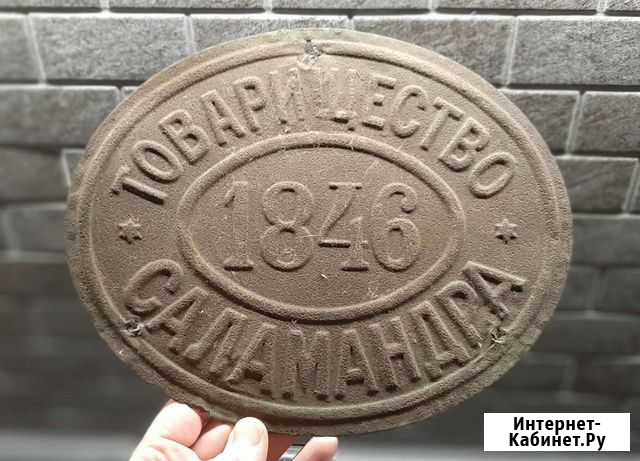 ТОВАРИЩЕСТВО
1846
САЛАМАНДРА
Интернет-
Кабинет.Ру